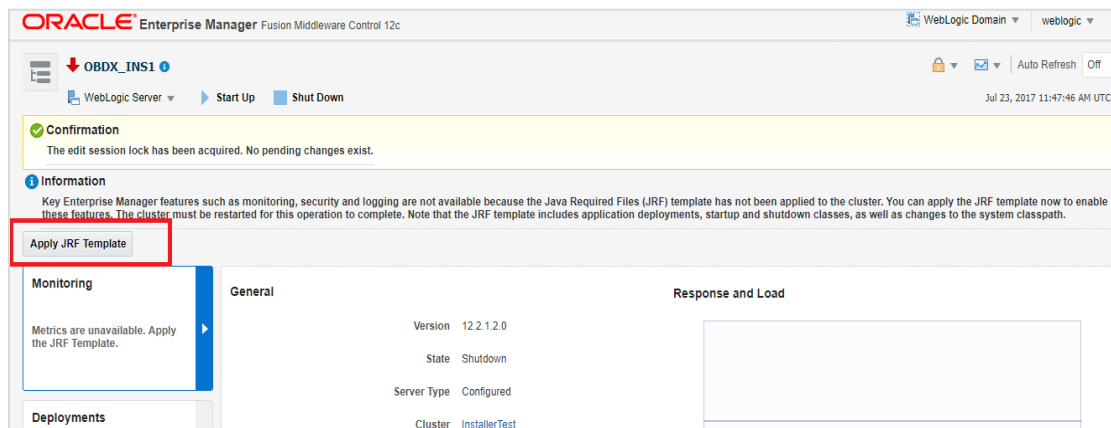 ORACLE® Enterprise Manager Fusion Middleware Control 12c
WebLogic Domain
weblogic
OBDX_INS1
Auto Refresh Off
WebLogic Server
Start Up
Shut Down
Jul 23, 2017 11:47:46 AM UTC
Confirmation
The edit session lock has been acquired. No pending changes exist.
Information
Key Enterprise Manager features such as monitoring, security and logging are not available because the Java Required Files (JRF) template has not been applied to the cluster. You can apply the JRF template now to enable
these features. The cluster must be restarted for this operation to complete. Note that the JRF template includes application deployments, startup and shutdown classes, as well as changes to the system classpath.
Apply JRF Template
Monitoring
Metrics are unavailable. Apply
the JRF Template.
Deployments
General
Version 12.2.1.2.0
State Shutdown
Server Type Configured
Cluster InstallerTest
Response and Load